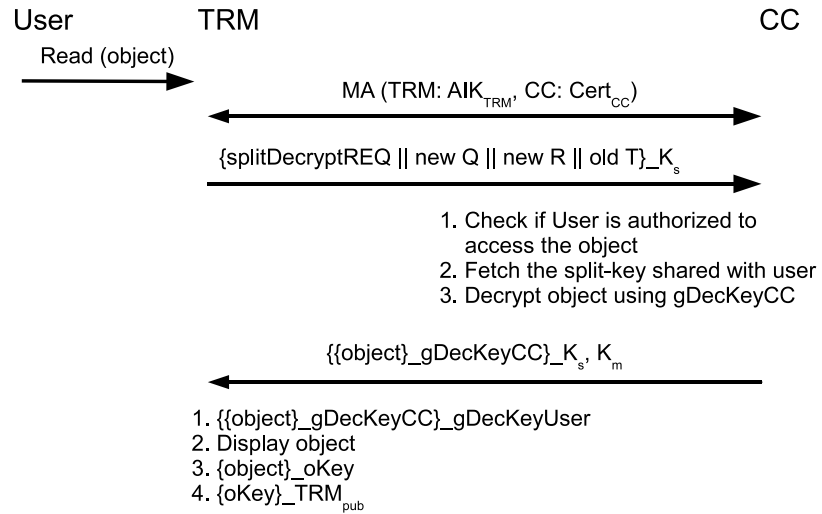 User TRM CC
Read (object)
MA (TRM: AIK_TRM, CC: Cert_CC)
{splitDecryptREQ || new Q || new R || old T}_K_s
1. Check if User is authorized to
access the object
2. Fetch the split-key shared with user
3. Decrypt object using gDecKeyCC
{{object}_gDecKeyCC}_K_s, K_m
1. {{object}_gDecKeyCC}_gDecKeyUser
2. Display object
3. {object}_oKey
4. {oKey}_TRM_pub